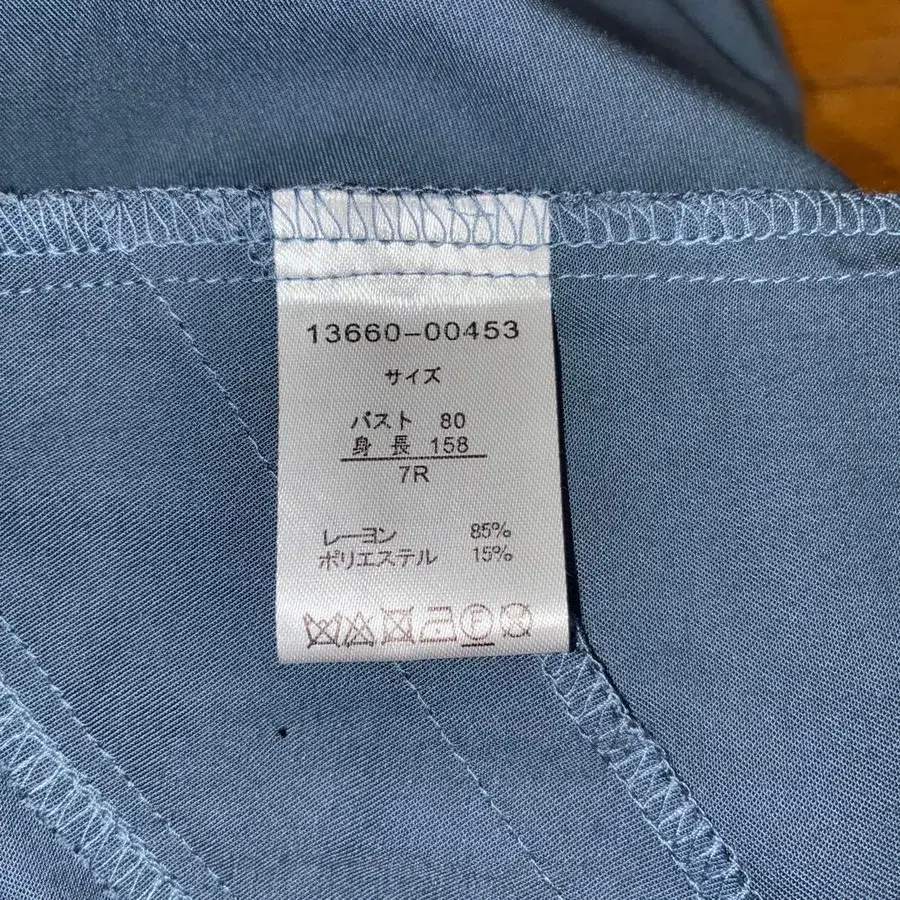 13660-00453
サイズ
バスト 80
身長 158
7R
レーヨン 85%
ポリエステル 15%